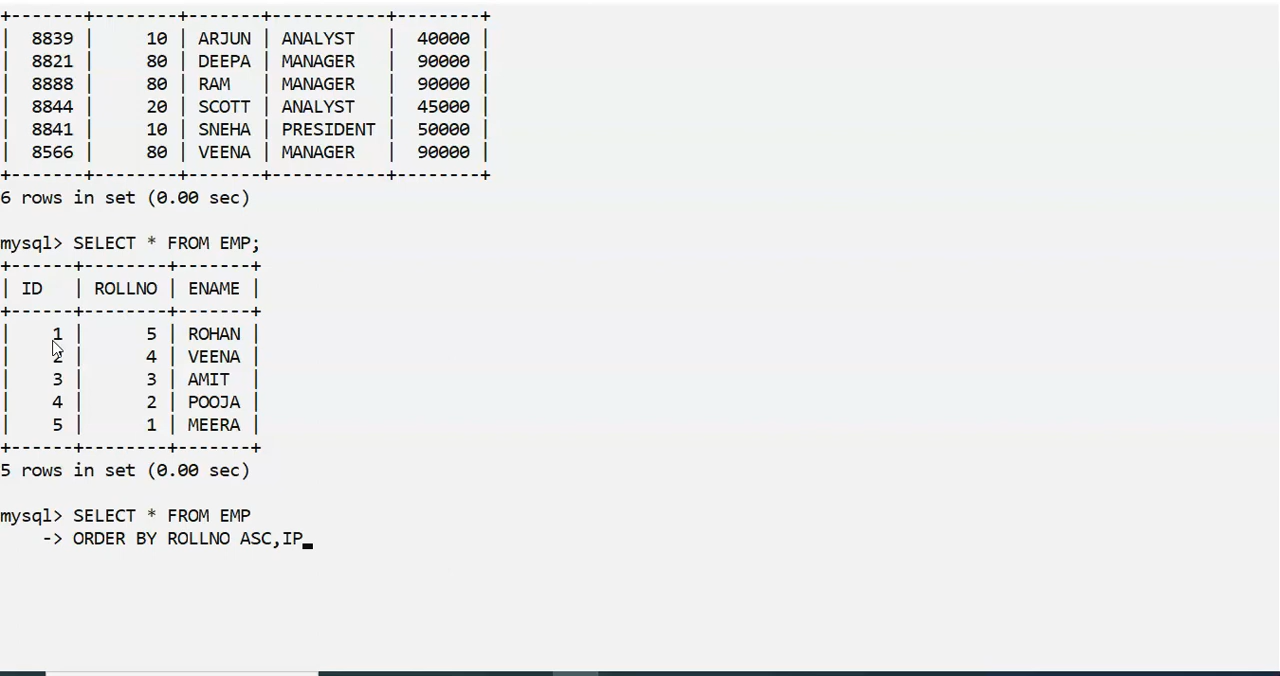 +-------+--------+-------+-----------+--------+
|  8839 |     10 | ARJUN | ANALYST   |  40000 |
|  8821 |     80 | DEEPA | MANAGER   |  90000 |
|  8888 |     80 | RAM   | MANAGER   |  90000 |
|  8844 |     20 | SCOTT | ANALYST   |  45000 |
|  8841 |     10 | SNEHA | PRESIDENT |  50000 |
|  8566 |     80 | VEENA | MANAGER   |  90000 |
+-------+--------+-------+-----------+--------+
6 rows in set (0.00 sec)
mysql> SELECT * FROM EMP;
+------+--------+-------+
| ID   | ROLLNO | ENAME |
+------+--------+-------+
|    1 |      5 | ROHAN |
|    2 |      4 | VEENA |
|    3 |      3 | AMIT  |
|    4 |      2 | POOJA |
|    5 |      1 | MEERA |
+------+--------+-------+
5 rows in set (0.00 sec)
mysql> SELECT * FROM EMP
    -> ORDER BY ROLLNO ASC,IP_